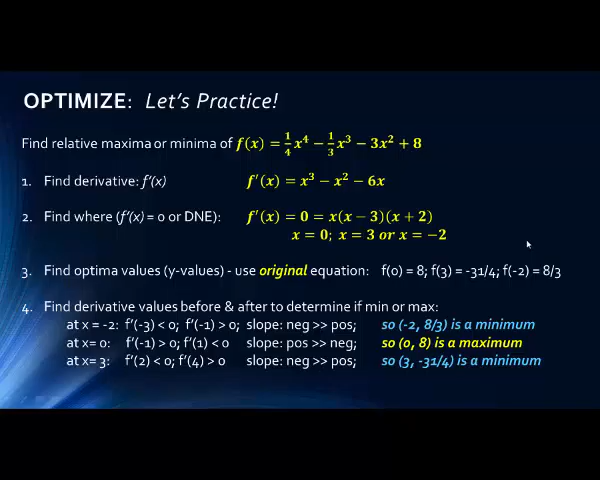 OPTIMIZE: Let's Practice!
Find relative maxima or minima of f(x) = 1/4 x⁴ − 1/3 x³ − 3x² + 8
1. Find derivative: f'(x) f'(x) = x³ − x² − 6x
2. Find where (f'(x) = 0 or DNE): f'(x) = 0 = x(x − 3)(x + 2)
x = 0; x = 3 or x = −2
3. Find optima values (y-values) - use original equation: f(0) = 8; f(3) = -31/4; f(-2) = 8/3
4. Find derivative values before & after to determine if min or max:
at x = -2: f'(-3) < 0; f'(-1) > 0; slope: neg >> pos; so (-2, 8/3) is a minimum
at x= 0: f'(-1) > 0; f'(1) < 0 slope: pos >> neg; so (0, 8) is a maximum
at x= 3: f'(2) < 0; f'(4) > 0 slope: neg >> pos; so (3, -31/4) is a minimum